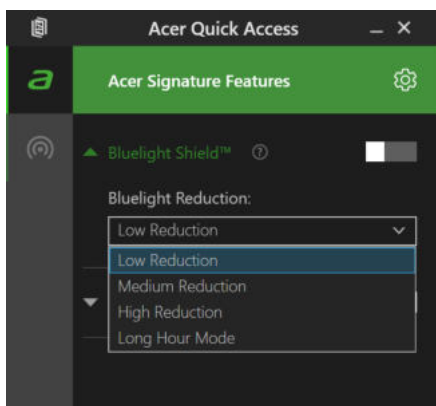 Acer Quick Access
a
Acer Signature Features
Bluelight Shield™ ?
Bluelight Reduction:
Low Reduction
Low Reduction
Medium Reduction
High Reduction
Long Hour Mode